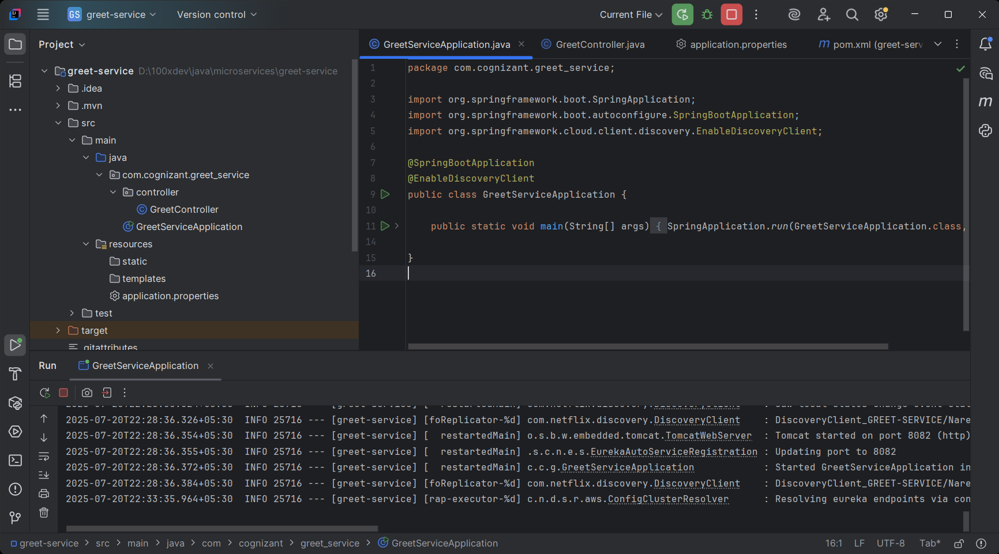 GS greet-service Version control Current File
Project
greet-service D:\100xdev\java\microservices\greet-service
.idea
.mvn
src
main
java
com.cognizant.greet_service
controller
GreetController
GreetServiceApplication
resources
static
templates
application.properties
test
target
.gitattributes
GreetServiceApplication.java GreetController.java application.properties m pom.xml (greet-serv
1 package com.cognizant.greet_service;
2
3 import org.springframework.boot.SpringApplication;
4 import org.springframework.boot.autoconfigure.SpringBootApplication;
5 import org.springframework.cloud.client.discovery.EnableDiscoveryClient;
6
7 @SpringBootApplication
8 @EnableDiscoveryClient
9 public class GreetServiceApplication {
10
11 public static void main(String[] args) { SpringApplication.run(GreetServiceApplication.class,
14
15 }
16
m
Run GreetServiceApplication
2025-07-20T22:28:36.326+05:30 INFO 25716 --- [greet-service] [foReplicator-%d] com.netflix.discovery.DiscoveryClient : DiscoveryClient_GREET-SERVICE/Nare
2025-07-20T22:28:36.354+05:30 INFO 25716 --- [greet-service] [ restartedMain] o.s.b.w.embedded.tomcat.TomcatWebServer : Tomcat started on port 8082 (http)
2025-07-20T22:28:36.355+05:30 INFO 25716 --- [greet-service] [ restartedMain] .s.c.n.e.s.EurekaAutoServiceRegistration : Updating port to 8082
2025-07-20T22:28:36.372+05:30 INFO 25716 --- [greet-service] [ restartedMain] c.c.g.GreetServiceApplication : Started GreetServiceApplication in
2025-07-20T22:28:36.384+05:30 INFO 25716 --- [greet-service] [foReplicator-%d] com.netflix.discovery.DiscoveryClient : DiscoveryClient_GREET-SERVICE/Nare
2025-07-20T22:33:35.964+05:30 INFO 25716 --- [greet-service] [rap-executor-%d] c.n.d.s.r.aws.ConfigClusterResolver : Resolving eureka endpoints via con
greet-service > src > main > java > com > cognizant > greet_service > GreetServiceApplication 16:1 LF UTF-8 Tab*